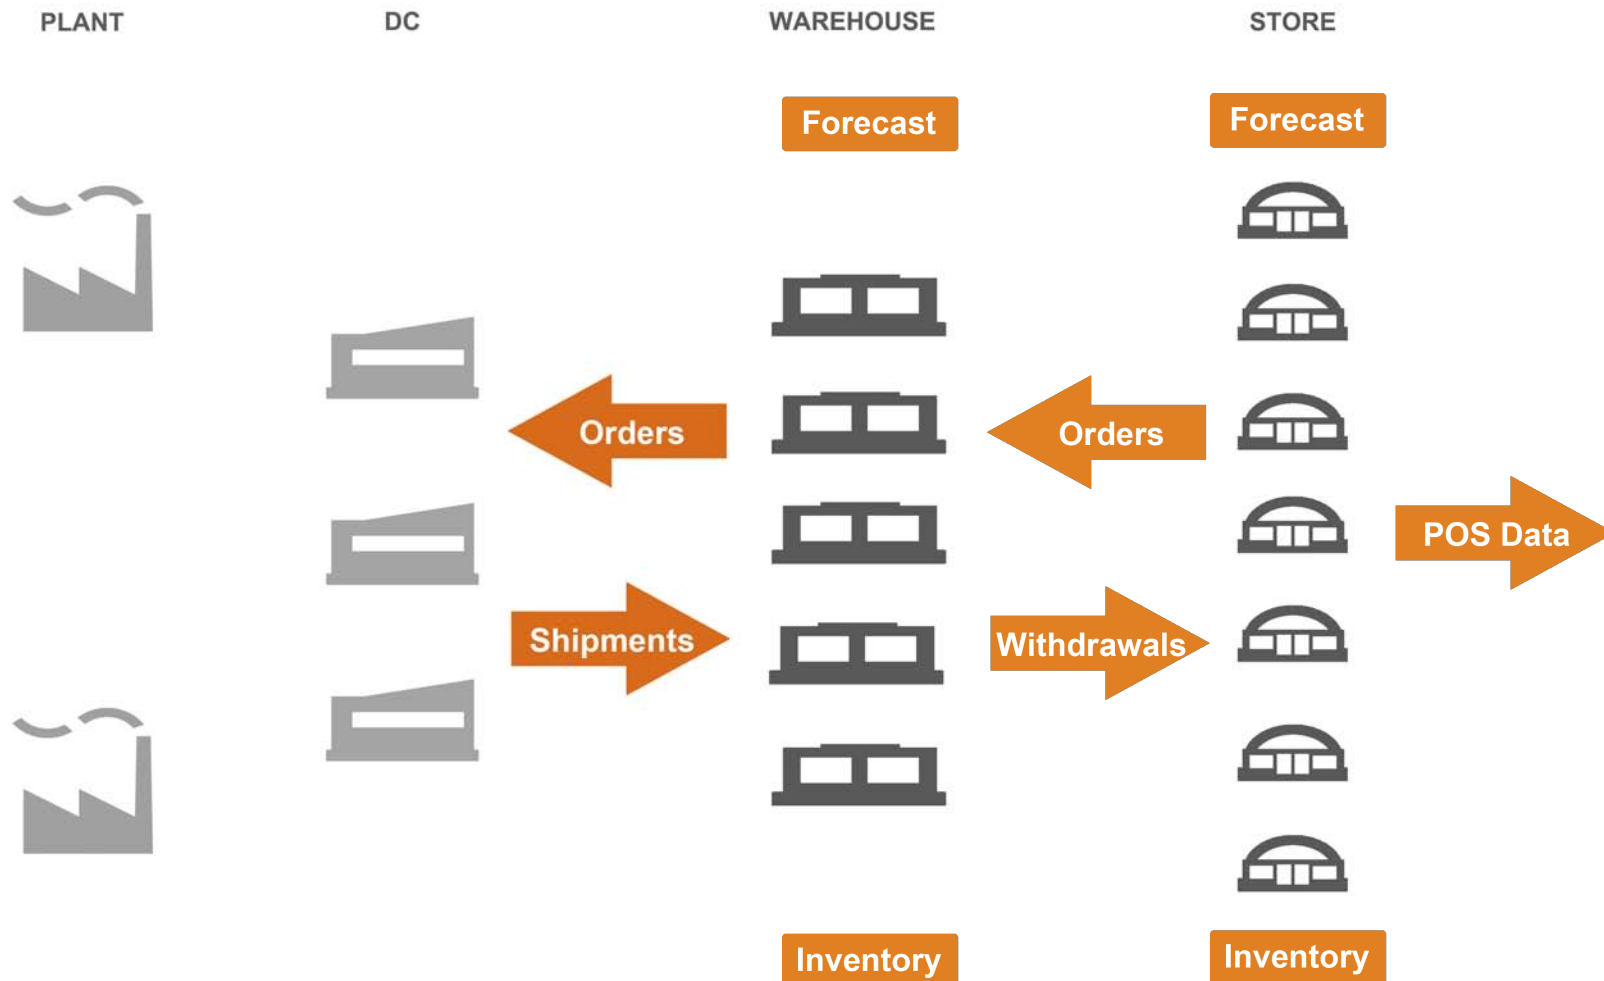 PLANT
DC
WAREHOUSE
STORE
Forecast
Forecast
Orders
Orders
POS Data
Shipments
Withdrawals
Inventory
Inventory